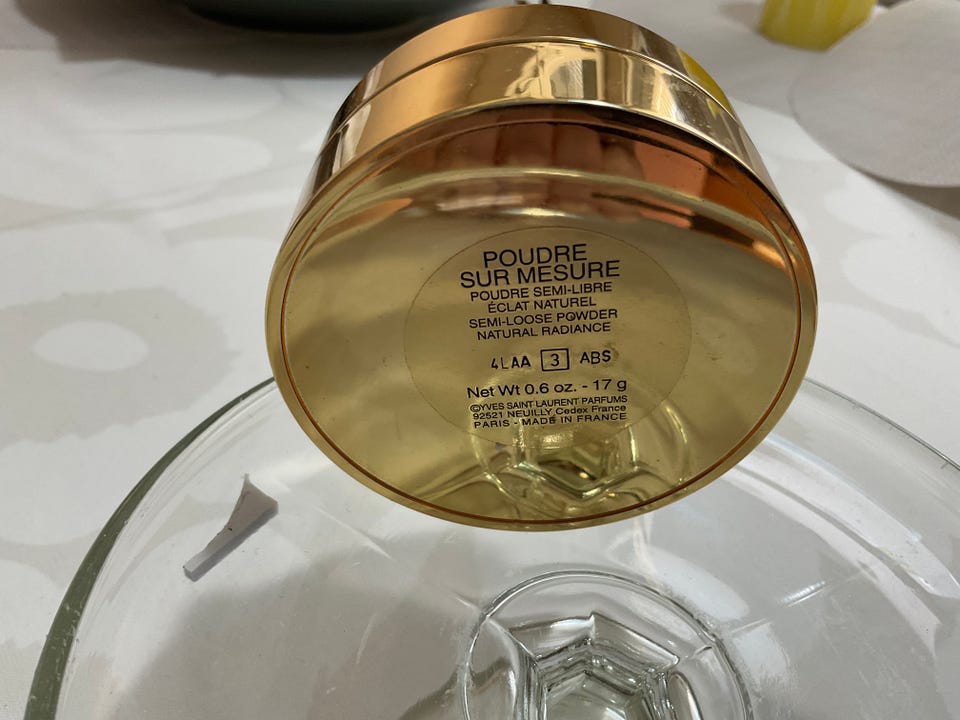 POUDRE
SUR MESURE
POUDRE SEMI-LIBRE
ÉCLAT NATUREL
SEMI-LOOSE POWDER
NATURAL RADIANCE
4LAA 3 ABS
Net Wt 0.6 oz. - 17 g
©YVES SAINT LAURENT PARFUMS
92521 NEUILLY Cedex France
PARIS - MADE IN FRANCE